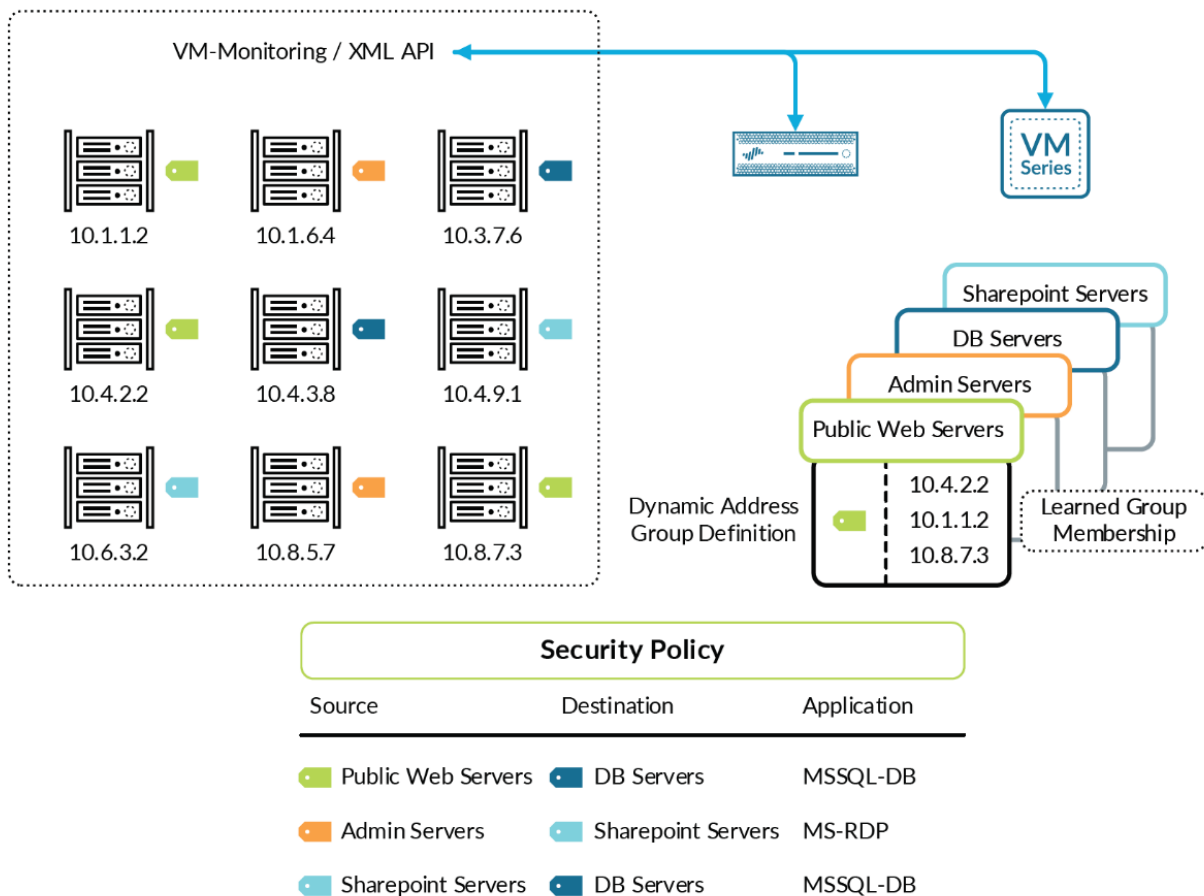 VM-Monitoring / XML API
VM
Series
10.1.1.2
10.1.6.4
10.3.7.6
10.4.2.2
10.4.3.8
10.4.9.1
10.6.3.2
10.8.5.7
10.8.7.3
Sharepoint Servers
DB Servers
Admin Servers
Public Web Servers
Dynamic Address
Group Definition
10.4.2.2
10.1.1.2
10.8.7.3
Learned Group
Membership
Security Policy
Source Destination Application
Public Web Servers DB Servers MSSQL-DB
Admin Servers Sharepoint Servers MS-RDP
Sharepoint Servers DB Servers MSSQL-DB